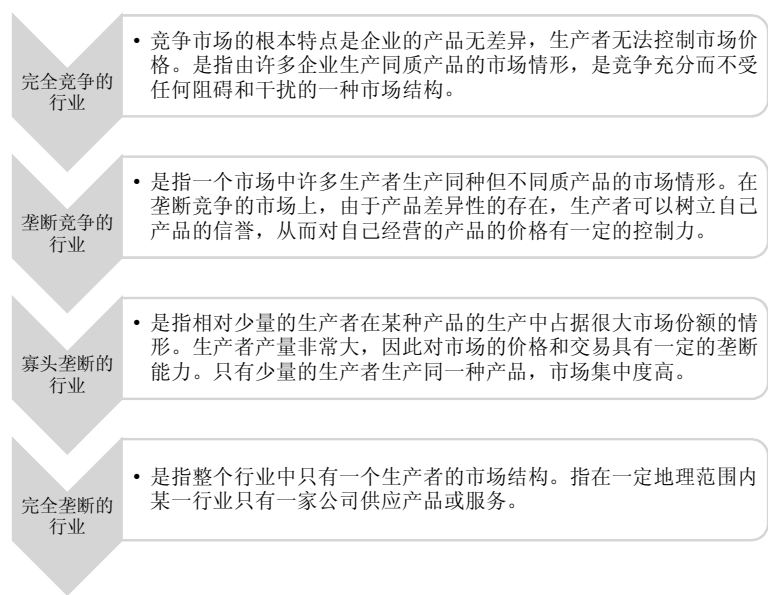 完全竞争的
行业
• 竞争市场的根本特点是企业的产品无差异，生产者无法控制市场价
格。是指由许多企业生产同质产品的市场情形，是竞争充分而不受
任何阻碍和干扰的一种市场结构。
垄断竞争的
行业
• 是指一个市场中许多生产者生产同种但不同质产品的市场情形。在
垄断竞争的市场上，由于产品差异性的存在，生产者可以树立自己
产品的信誉，从而对自己经营的产品的价格有一定的控制力。
寡头垄断的
行业
• 是指相对少量的生产者在某种产品的生产中占据很大市场份额的情
形。生产者产量非常大，因此对市场的价格和交易具有一定的垄断
能力。只有少量的生产者生产同一种产品，市场集中度高。
完全垄断的
行业
• 是指整个行业中只有一个生产者的市场结构。指在一定地理范围内
某一行业只有一家公司供应产品或服务。